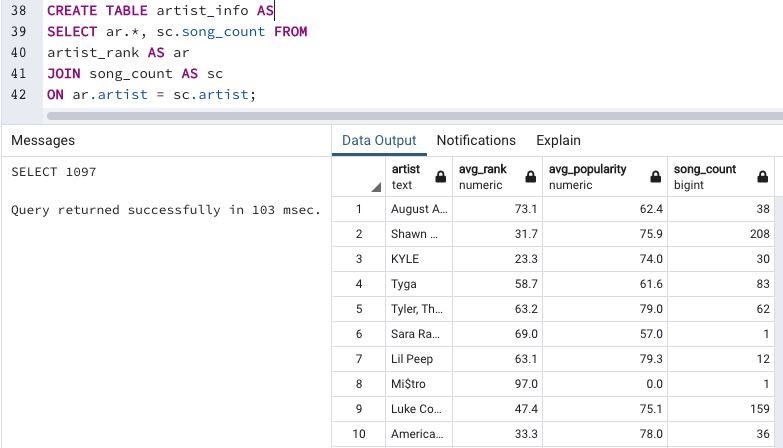 38 CREATE TABLE artist_info AS
39 SELECT ar.*, sc.song_count FROM
40 artist_rank AS ar
41 JOIN song_count AS sc
42 ON ar.artist = sc.artist;
Messages
SELECT 1097
Query returned successfully in 103 msec.
Data Output Notifications Explain
artist avg_rank avg_popularity song_count
text numeric numeric bigint
1 August A... 73.1 62.4 38
2 Shawn ... 31.7 75.9 208
3 KYLE 23.3 74.0 30
4 Tyga 58.7 61.6 83
5 Tyler, Th... 63.2 79.0 62
6 Sara Ra... 69.0 57.0 1
7 Lil Peep 63.1 79.3 12
8 Mi$tro 97.0 0.0 1
9 Luke Co... 47.4 75.1 159
10 America... 33.3 78.0 36